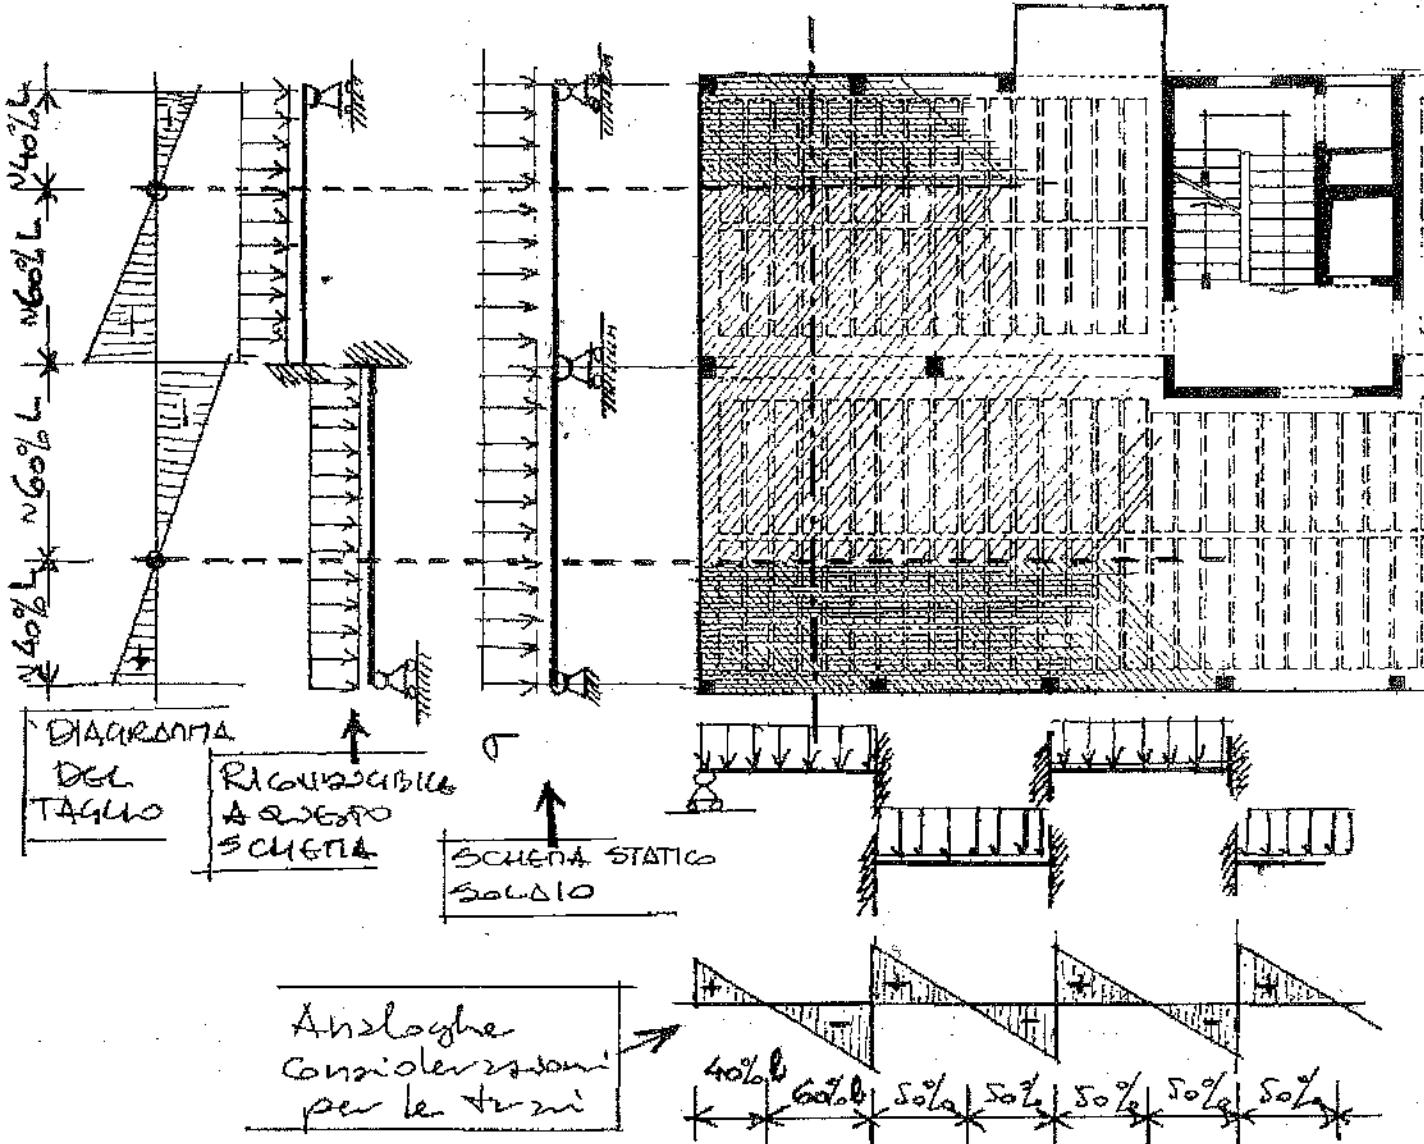 ~40% L
~60% L
~60% L
~40% L
DIAGRAMMA
DEL
TAGLIO
RICONDUCIBILE
A QUESTO
SCHEMA
SCHEMA STATICO
SOLAIO
+
-
-
+
Analoghe
considerazioni
per le travi
+ - + - + - +
40% l 60% l 50% 50% 50% 50% 50%